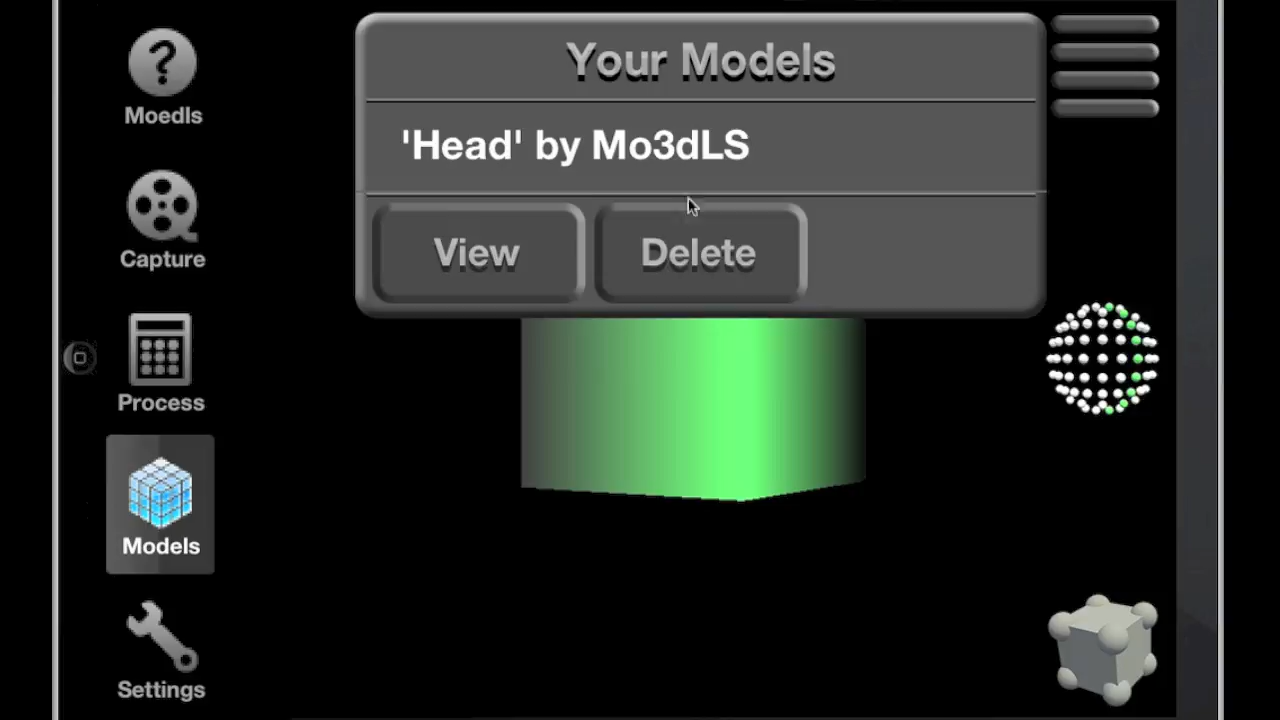 Your Models
'Head' by Mo3dLS
View
Delete
?
Moedls
Capture
Process
Models
Settings